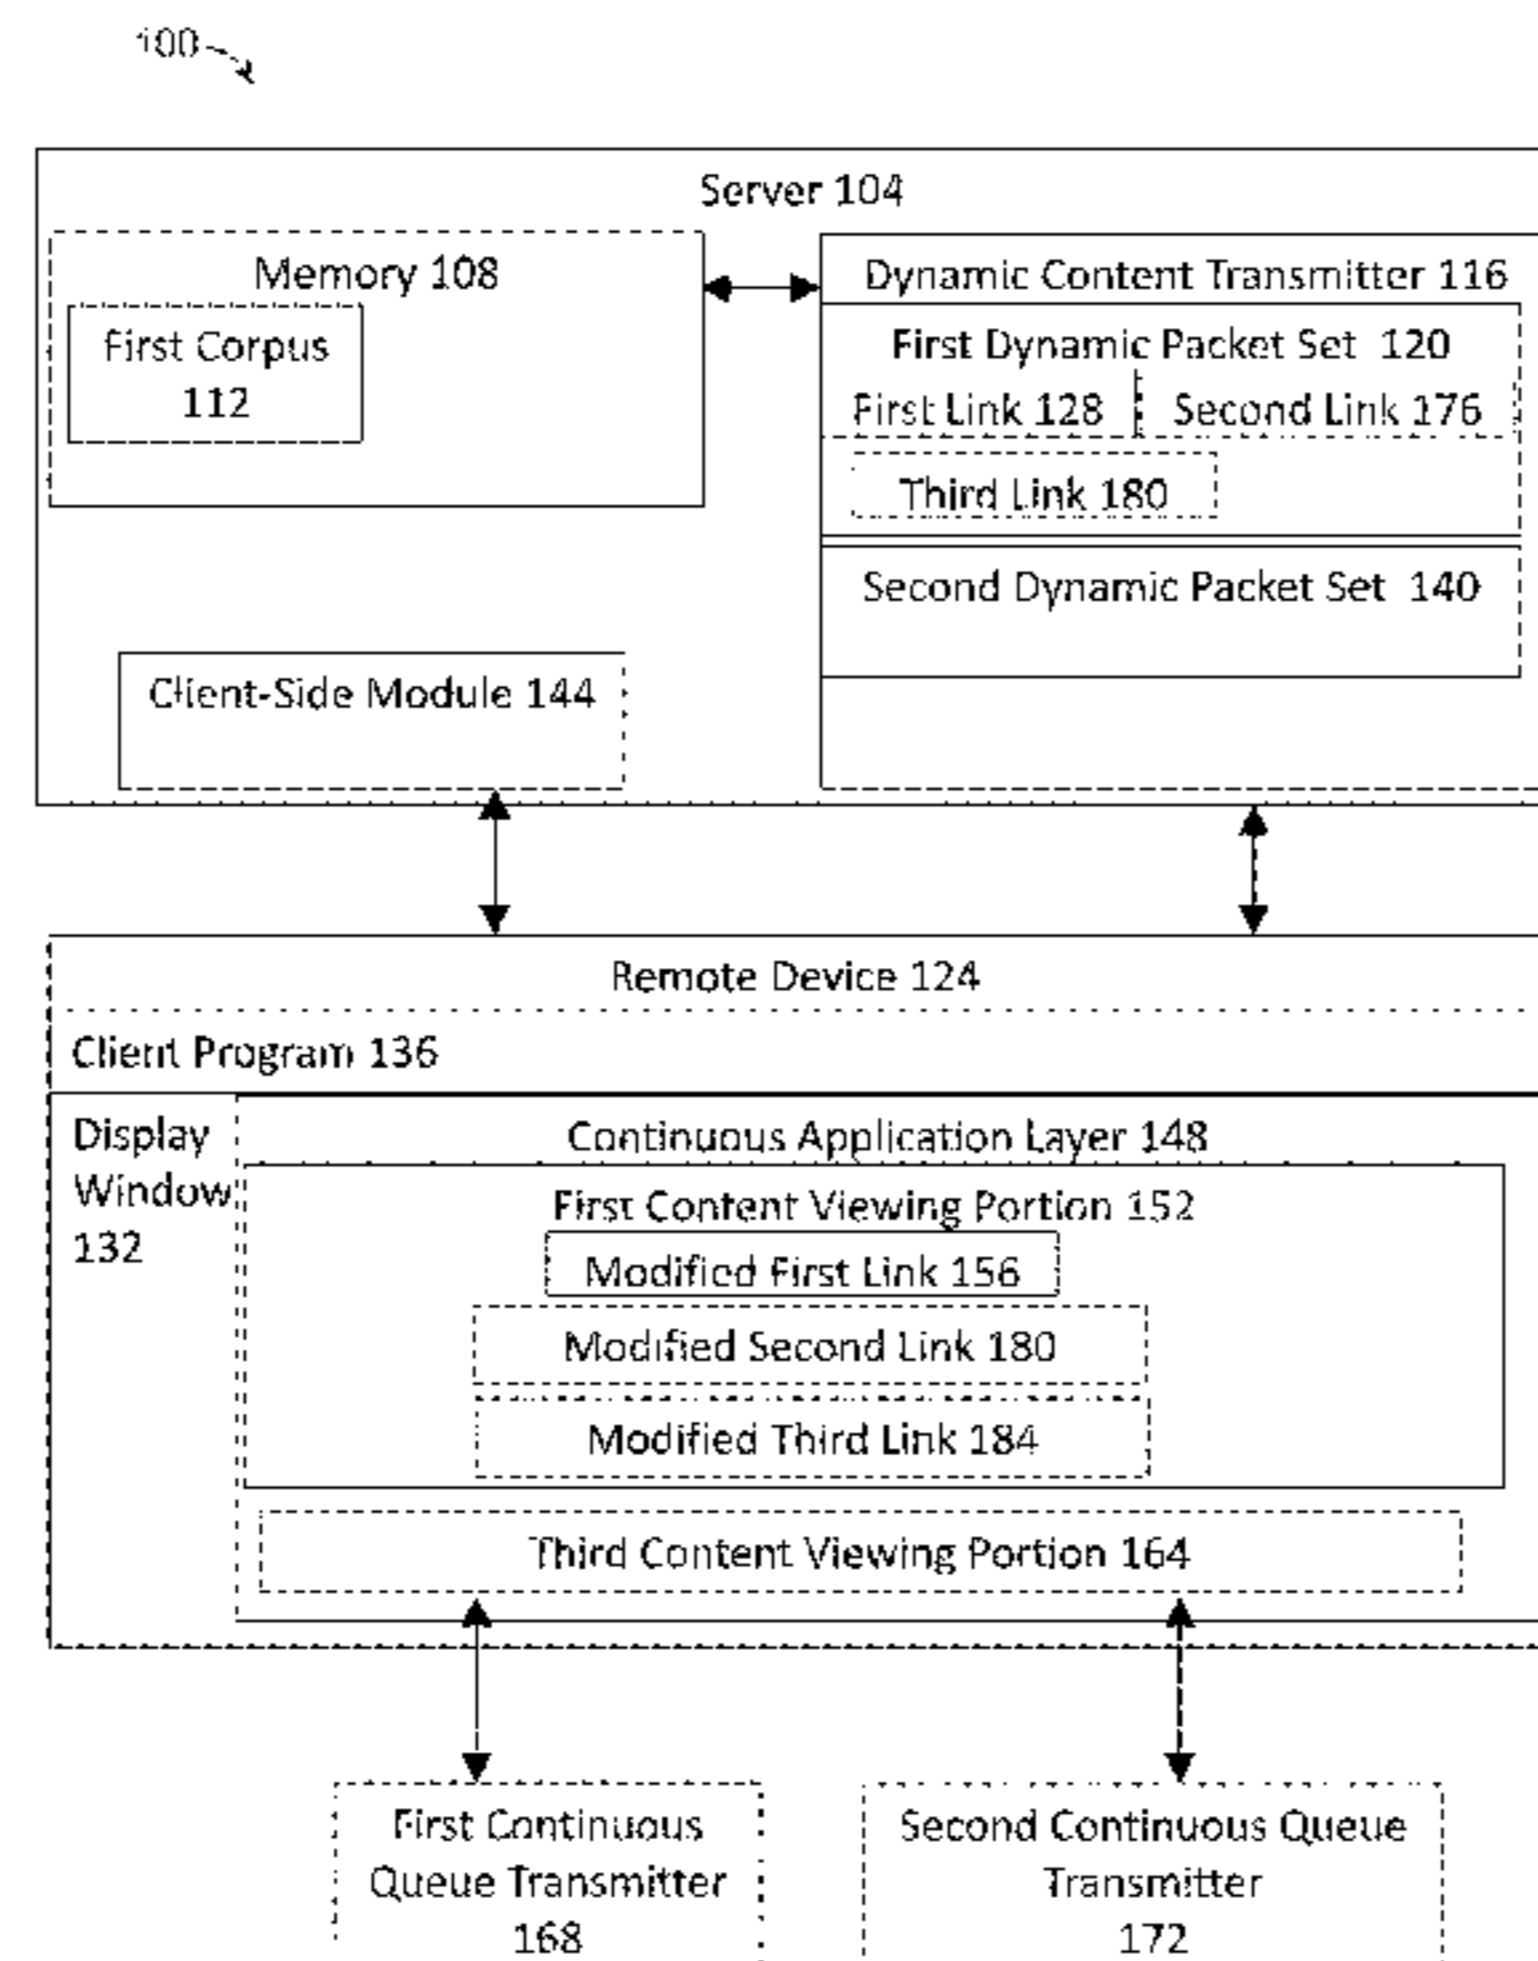 100
Server 104
Memory 108
First Corpus
112
Dynamic Content Transmitter 116
First Dynamic Packet Set 120
First Link 128
Second Link 176
Third Link 180
Second Dynamic Packet Set 140
Client-Side Module 144
Remote Device 124
Client Program 136
Display
Window
132
Continuous Application Layer 148
First Content Viewing Portion 152
Modified First Link 156
Modified Second Link 180
Modified Third Link 184
Third Content Viewing Portion 164
First Continuous
Queue Transmitter
168
Second Continuous Queue
Transmitter
172